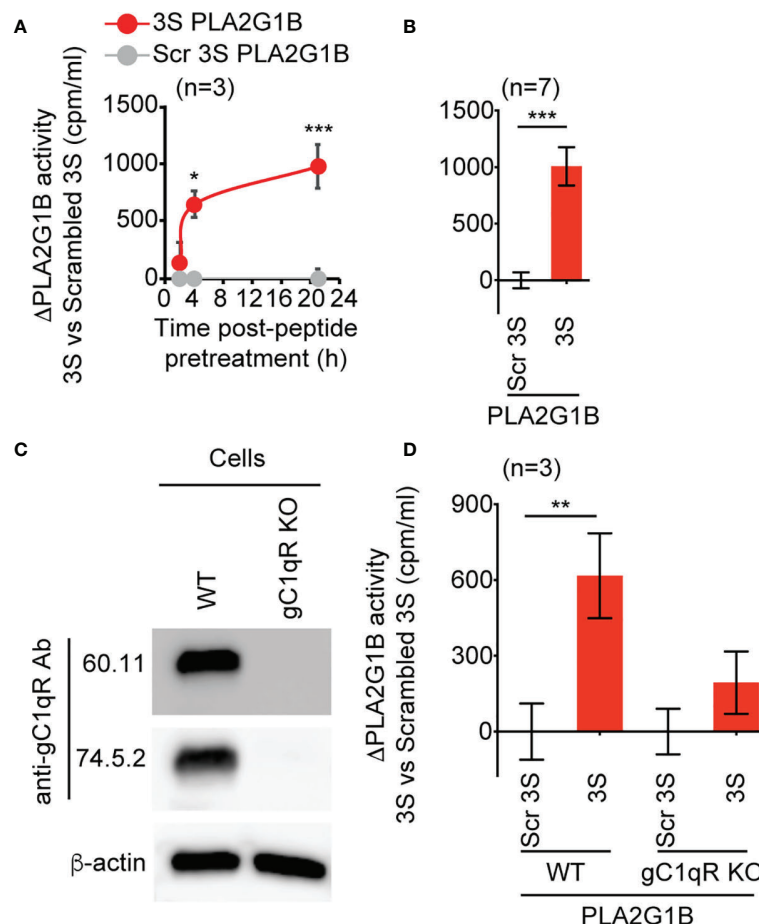 A
3S PLA2G1B
Scr 3S PLA2G1B
(n=3)
ΔPLA2G1B activity
3S vs Scrambled 3S (cpm/ml)
1500
1000
500
0
*
***
0 4 8 12 16 20 24
Time post-peptide
pretreatment (h)
B
(n=7)
***
1500
1000
500
0
Scr 3S
3S
PLA2G1B
C
Cells
WT
gC1qR KO
anti-gC1qR Ab
60.11
74.5.2
β-actin
D
(n=3)
**
ΔPLA2G1B activity
3S vs Scrambled 3S (cpm/ml)
900
600
300
0
Scr 3S
3S
Scr 3S
3S
WT
gC1qR KO
PLA2G1B